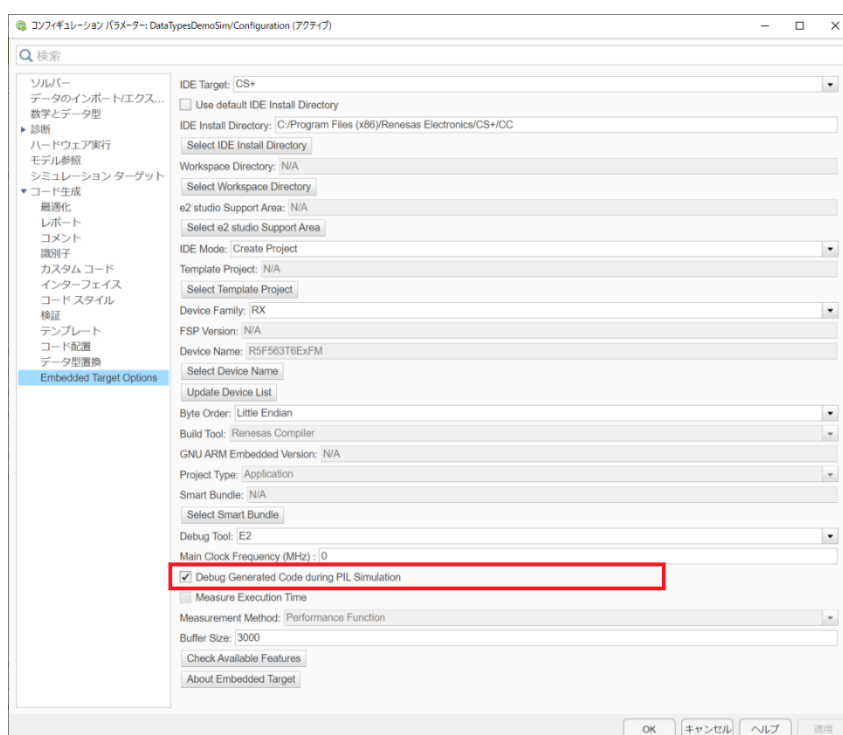 コンフィギュレーション パラメーター: DataTypesDemoSim/Configuration (アクティブ)
検索
ソルバー
データのインポート/エクス...
数学とデータ型
診断
ハードウェア実行
モデル参照
シミュレーション ターゲット
コード生成
最適化
レポート
コメント
識別子
カスタム コード
インターフェイス
コード スタイル
検証
テンプレート
コード配置
データ型置換
Embedded Target Options
IDE Target: CS+
Use default IDE Install Directory
IDE Install Directory: C:/Program Files (x86)/Renesas Electronics/CS+/CC
Select IDE Install Directory
Workspace Directory: N/A
Select Workspace Directory
e2 studio Support Area: N/A
Select e2 studio Support Area
IDE Mode: Create Project
Template Project: N/A
Select Template Project
Device Family: RX
FSP Version: N/A
Device Name: R5F563T6ExFM
Select Device Name
Update Device List
Byte Order: Little Endian
Build Tool: Renesas Compiler
GNU ARM Embedded Version: N/A
Project Type: Application
Smart Bundle: N/A
Select Smart Bundle
Debug Tool: E2
Main Clock Frequency (MHz) : 0
Debug Generated Code during PIL Simulation
Measure Execution Time
Measurement Method: Performance Function
Buffer Size: 3000
Check Available Features
About Embedded Target
OK キャンセル ヘルプ 適用